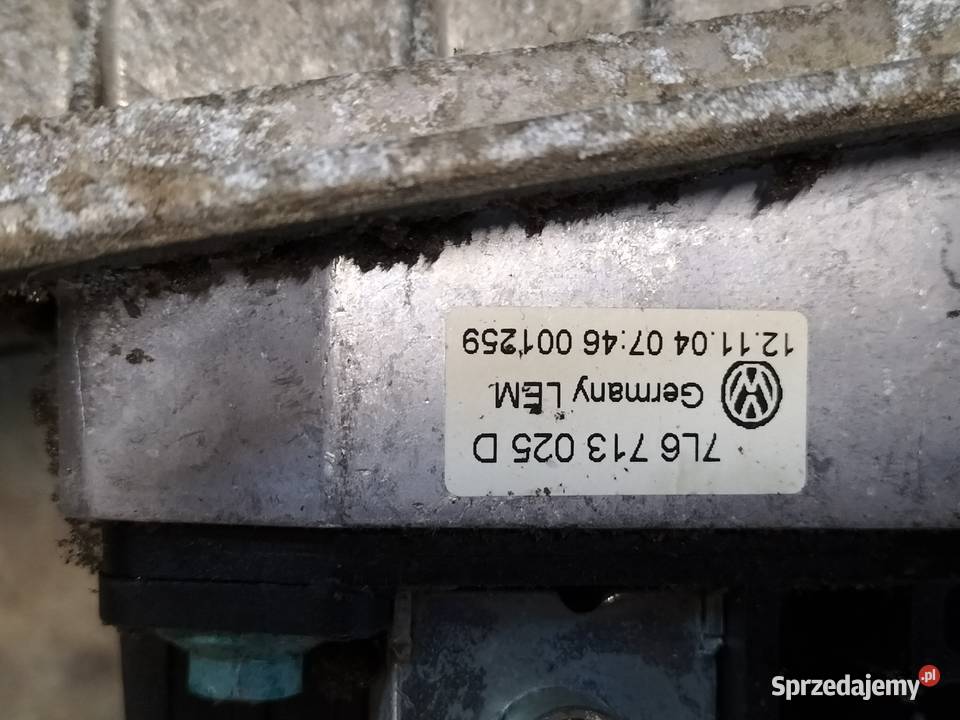 7L6 713 025 D
Germany LEM
12.11.04 07:46 001259
Sprzedajemy.pl